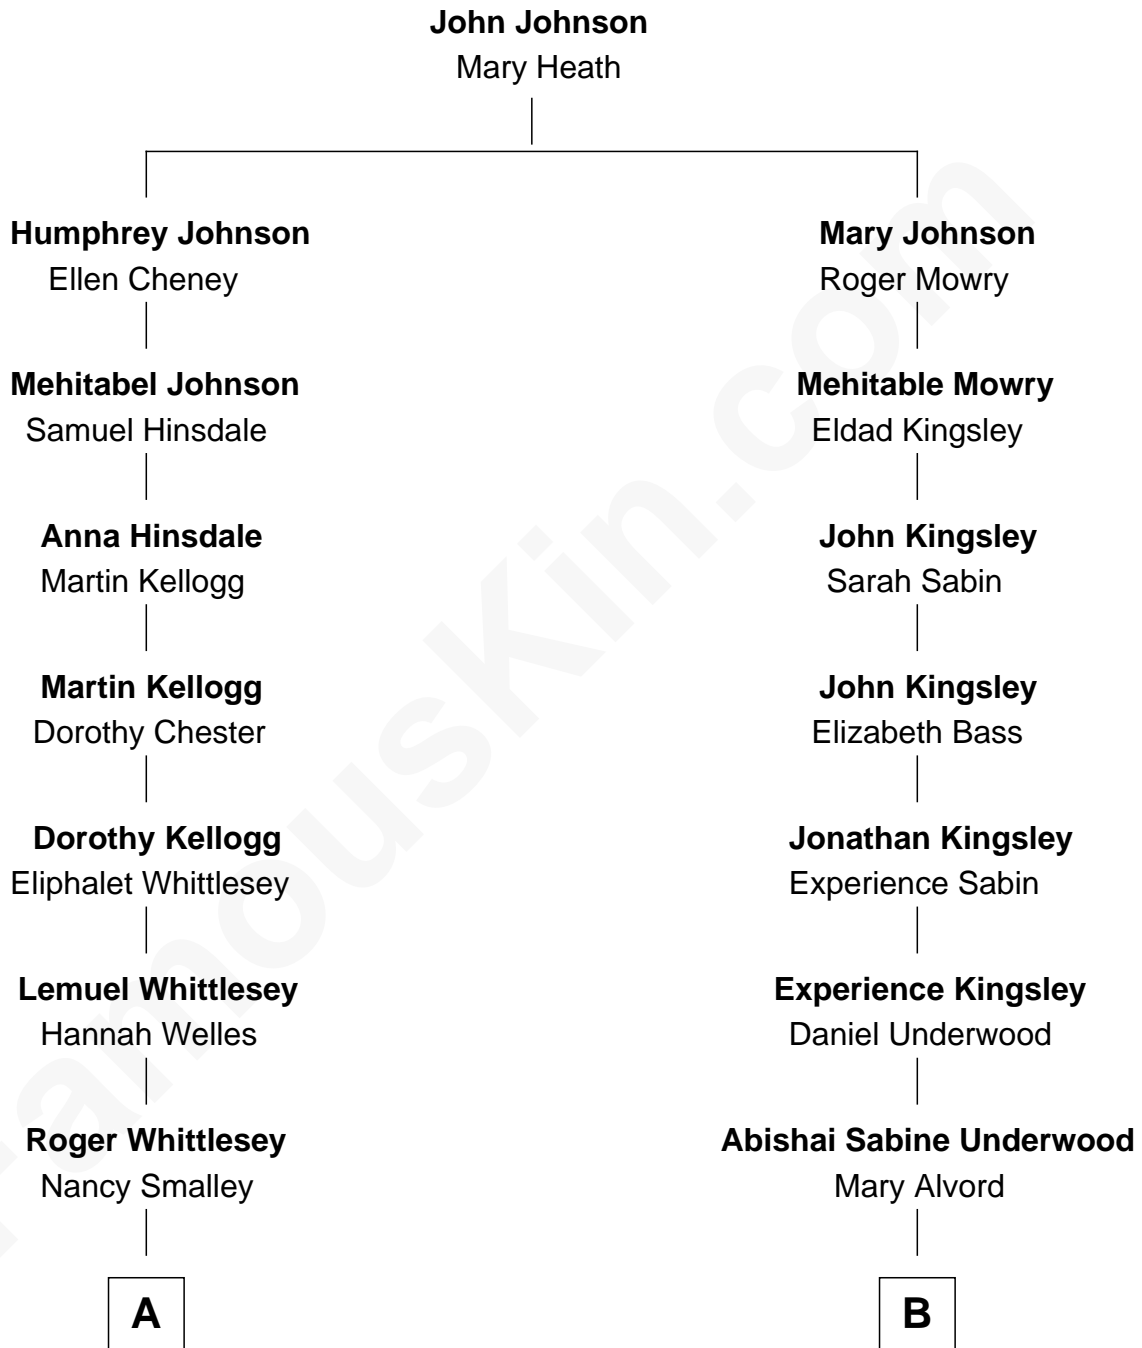 John Johnson
Mary Heath
Humphrey Johnson
Ellen Cheney
Mary Johnson
Roger Mowry
Mehitabel Johnson
Samuel Hinsdale
Mehitable Mowry
Eldad Kingsley
Anna Hinsdale
Martin Kellogg
John Kingsley
Sarah Sabin
Martin Kellogg
Dorothy Chester
John Kingsley
Elizabeth Bass
Dorothy Kellogg
Eliphalet Whittlesey
Jonathan Kingsley
Experience Sabin
Lemuel Whittlesey
Hannah Welles
Experience Kingsley
Daniel Underwood
Roger Whittlesey
Nancy Smalley
Abishai Sabine Underwood
Mary Alvord
A
B
FamousKin.com